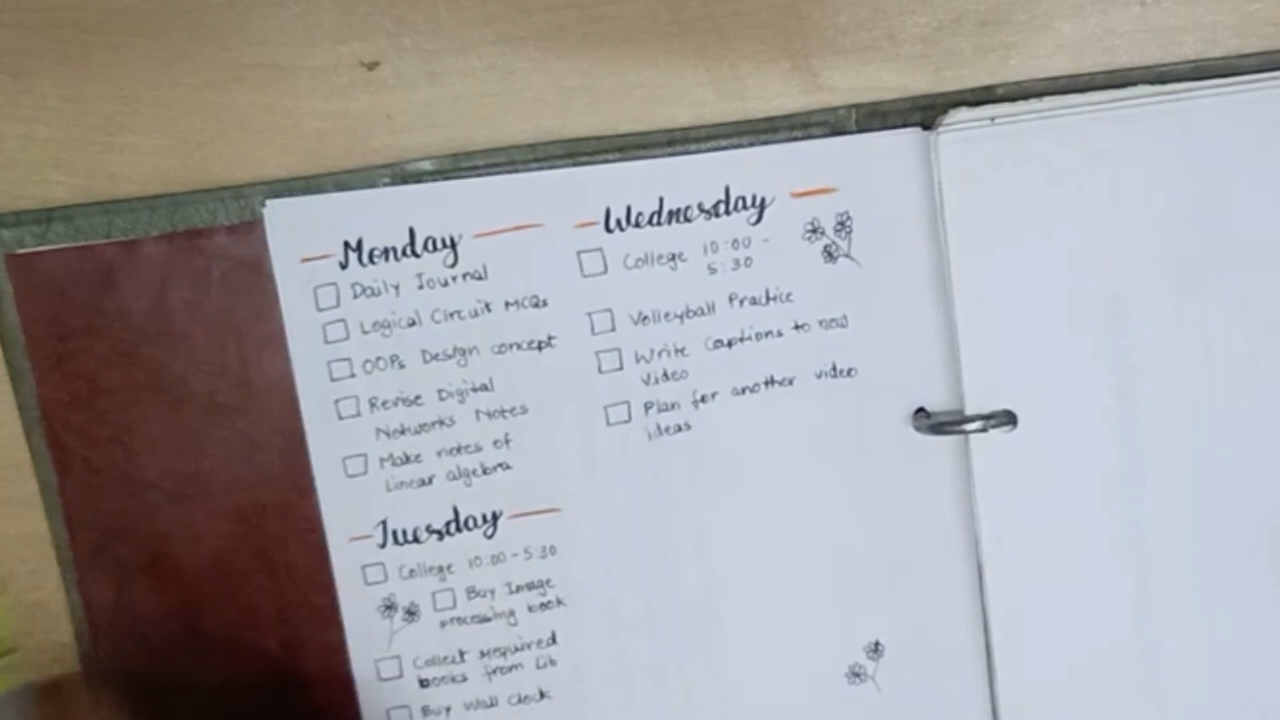 Monday
Daily Journal
Logical Circuit MCQs
OOPs Design concept
Revise Digital
Networks Notes
Make notes of
Linear algebra
Tuesday
College 10:00 - 5:30
Buy Image
processing book
Collect required
books from Lib
Buy Wall Clock
Wednesday
College 10:00 -
5:30
Volleyball Practice
Write Captions to new
Video
Plan for another video
ideas